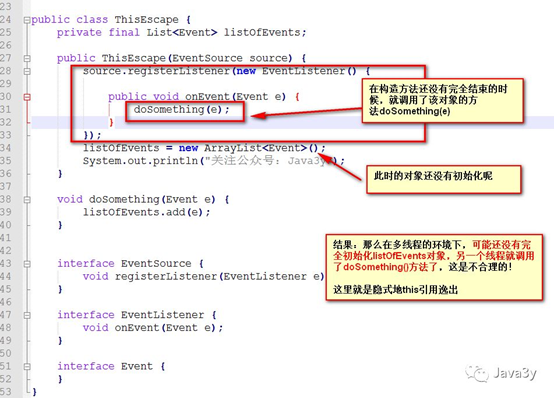 23
24 public class ThisEscape {
25 private final List<Event> listOfEvents;
26
27 public ThisEscape(EventSource source) {
28 source.registerListener(new EventListener() {
29
30 public void onEvent(Event e) {
31 doSomething(e);
32 }
33 });
34 listOfEvents = new ArrayList<Event>();
35 System.out.println("关注公众号：Java3y
36 }
37
38 void doSomething(Event e) {
39 listOfEvents.add(e);
40 }
41
42
43 interface EventSource {
44 void registerListener(EventListener e)
45 }
46
47 interface EventListener {
48 void onEvent(Event e);
49 }
50
51 interface Event {
52 }
53 }
在构造方法还没有完全结束的时
候，就调用了该对象的方
法doSomething(e)
此时的对象还没有初始化呢
结果：那么在多线程的环境下，可能还没有完
全初始化listOfEvents对象，另一个线程就调用
了doSomething()方法了，这是不合理的！
这里就是隐式地this引用逸出
Java3y